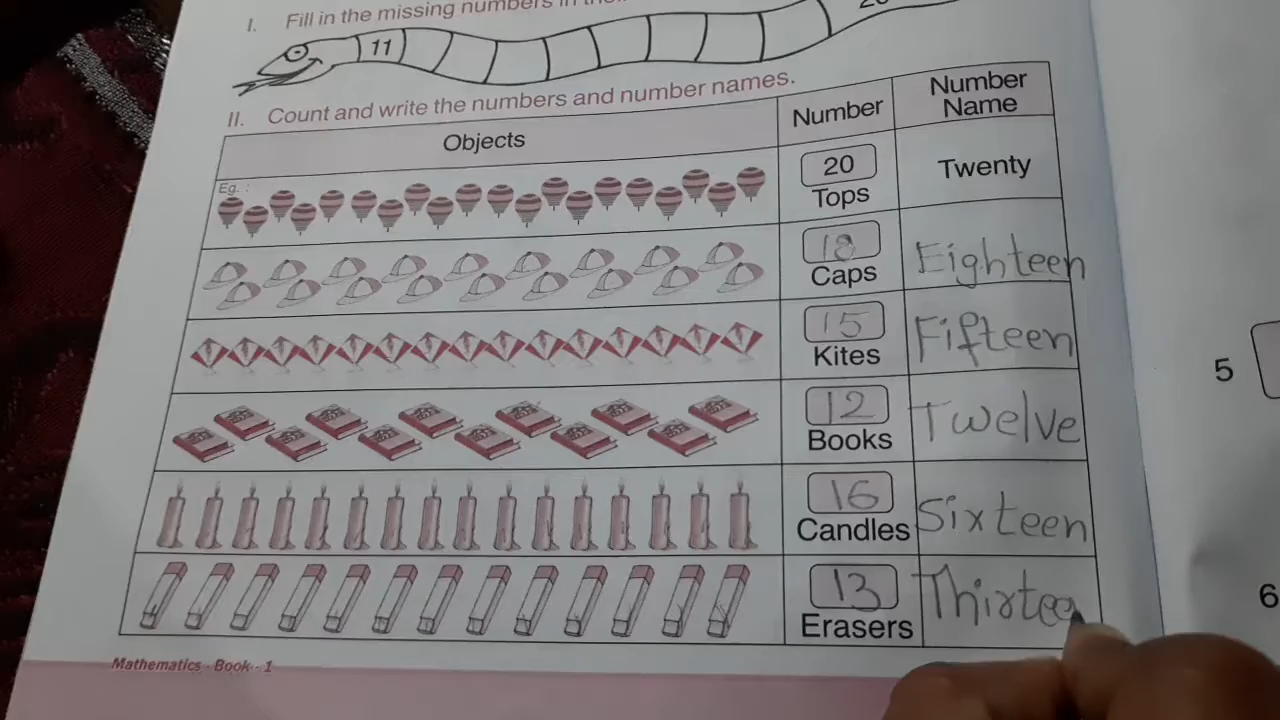 I. Fill in the missing numbers in
11
20
II. Count and write the numbers and number names.
Objects Number Number Name
Eg. : 20 Tops Twenty
18 Caps Eighteen
15 Kites Fifteen
12 Books Twelve
16 Candles Sixteen
13 Erasers Thirtee
Mathematics - Book - 1
5
6